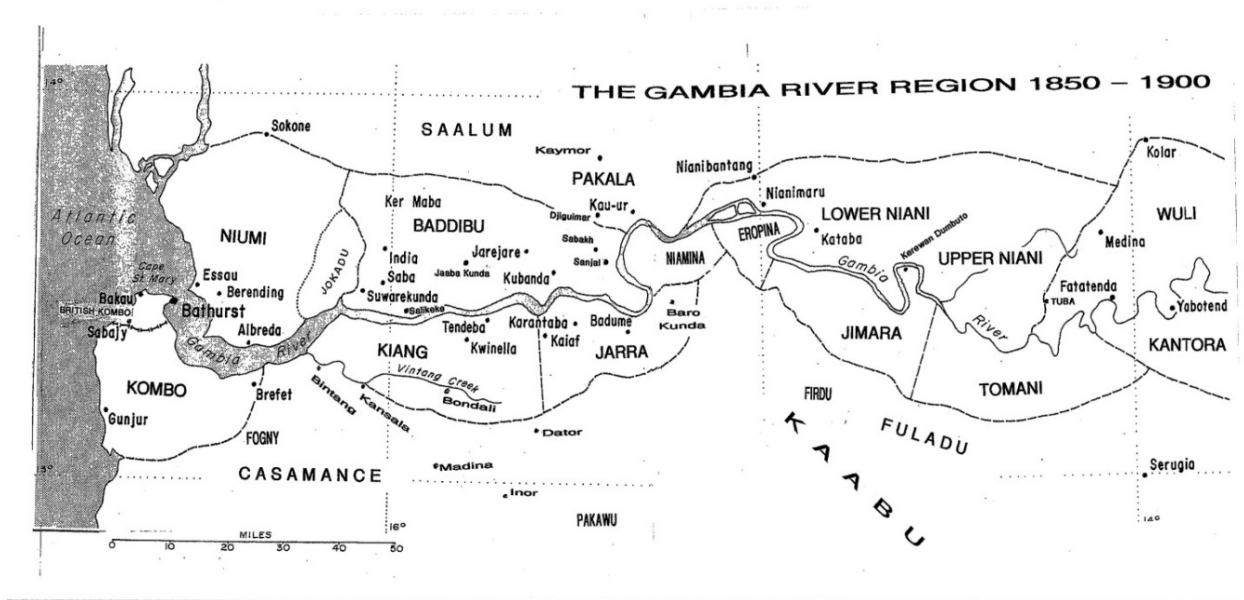 THE GAMBIA RIVER REGION 1850 – 1900
14°
Sokone
SAALUM
Kaymor
PAKALA
Nianibantang
Kolar
Atlantic
Ocean
NIUMI
JOKADU
Ker Maba
BADDIBU
Djiguimar
Kau-ur
Nianimaru
LOWER NIANI
WULI
EROPINA
Kataba
Kerewan Dumbuto
Medina
India
Jarejare
Sabakh
Sanjal
NIAMINA
Gambia
UPPER NIANI
Cape
St. Mary
Essau
Saba
Jaaba Kunda
Kubanda
Bakau
Berending
Suwarekunda
TUBA
Fatatenda
Yabotend
BRITISH KOMBO
Bathurst
Salikeke
Baro
Kunda
Sabajy
Albreda
Tendeba
Karantaba
Badume
River
JIMARA
KANTORA
Gambia
River
KIANG
Kwinella
Kaiaf
JARRA
KOMBO
Brefet
Bintang
Vintang Creek
Kansala
Bondali
FIRDU
TOMANI
Gunjur
FOGNY
Dator
KAABU
FULADU
13°
CASAMANCE
Madina
Inor
Serugia
PAKAWU
16°
14°
MILES
0 10 20 30 40 50